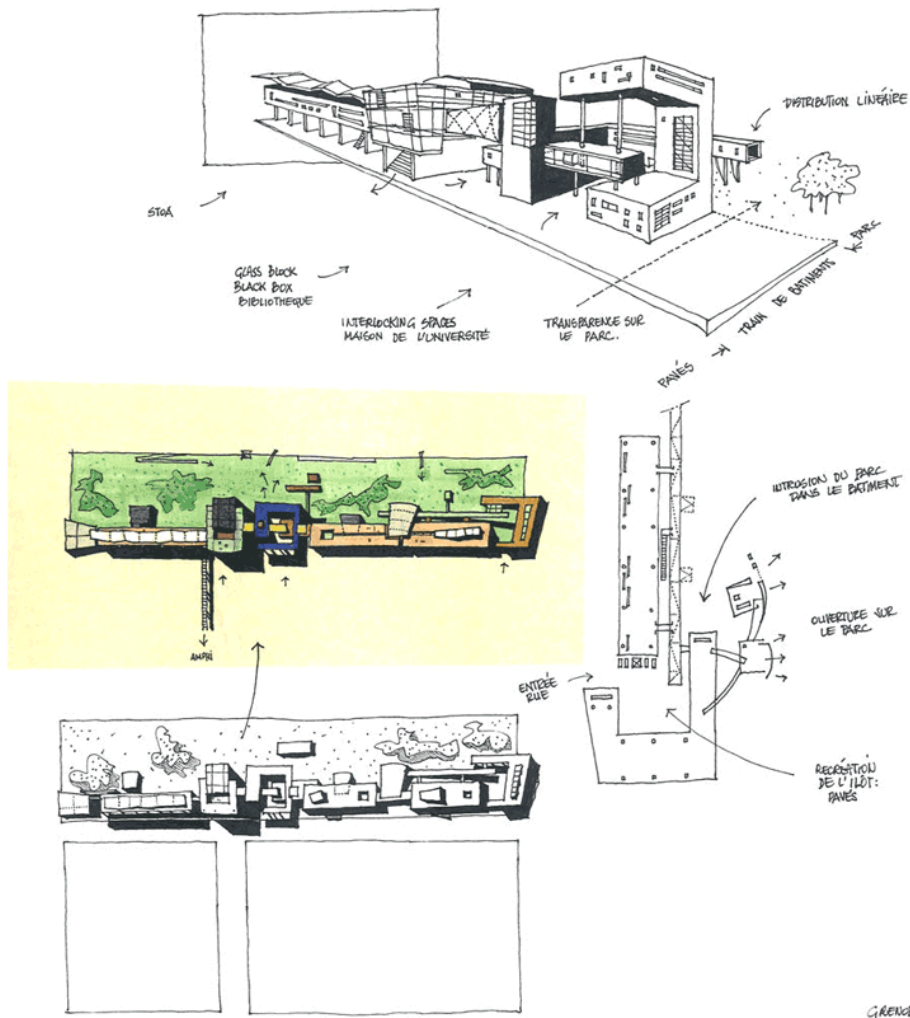 DISTRIBUTION LINÉAIRE
STOA
GLASS BLOCK
BLACK BOX
BIBLIOTHEQUE
INTERLOCKING SPACES
MAISON DE L'UNIVERSITÉ
TRANSPARENCE SUR
LE PARC.
PAVÉS → TRAIN DE BATIMENTS ← PARC
INTRUSION DU PARC
DANS LE BATIMENT
OUVERTURE SUR
LE PARC
ENTRÉE
RUE
AMPHI
RECRÉATION
DE L'ILÔT:
PAVÉS